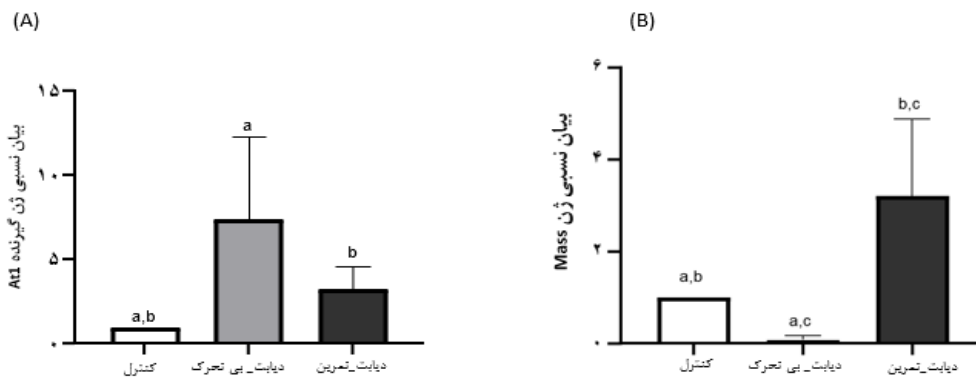 (A)
بیان نسبی ژن گیرنده At1
۱۵
۱۰
۵
۰
a,b
a
b
کنترل
دیابت_ بی تحرک
دیابت_تمرین
(B)
بیان نسبی ژن Mass
۶
۴
۲
۰
a,b
a,c
b,c
کنترل
دیابت_ بی تحرک
دیابت_تمرین